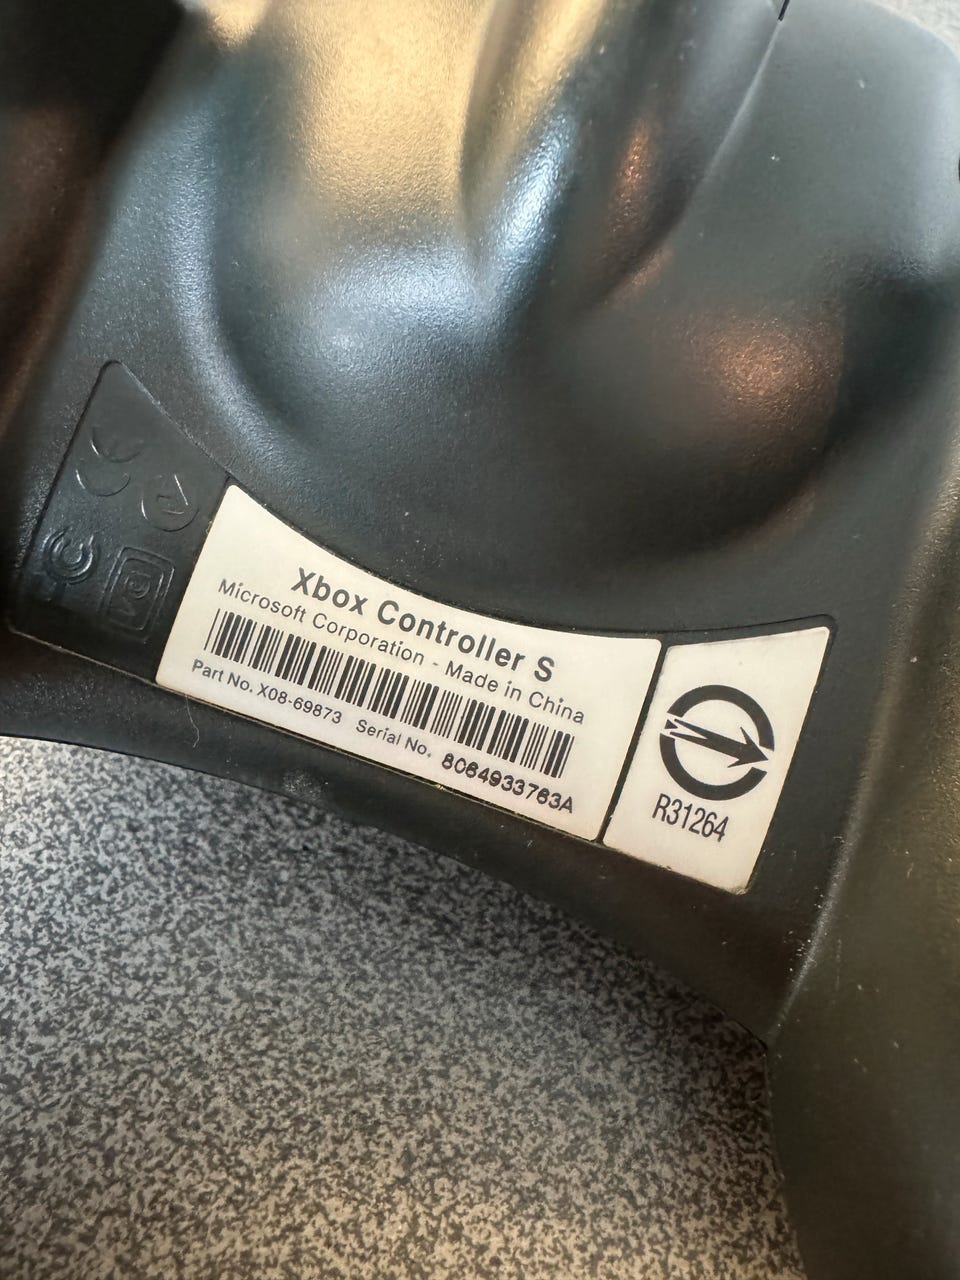 Xbox Controller S
Microsoft Corporation - Made in China
Part No. X08-69873 Serial No. 8064933763A
R31264